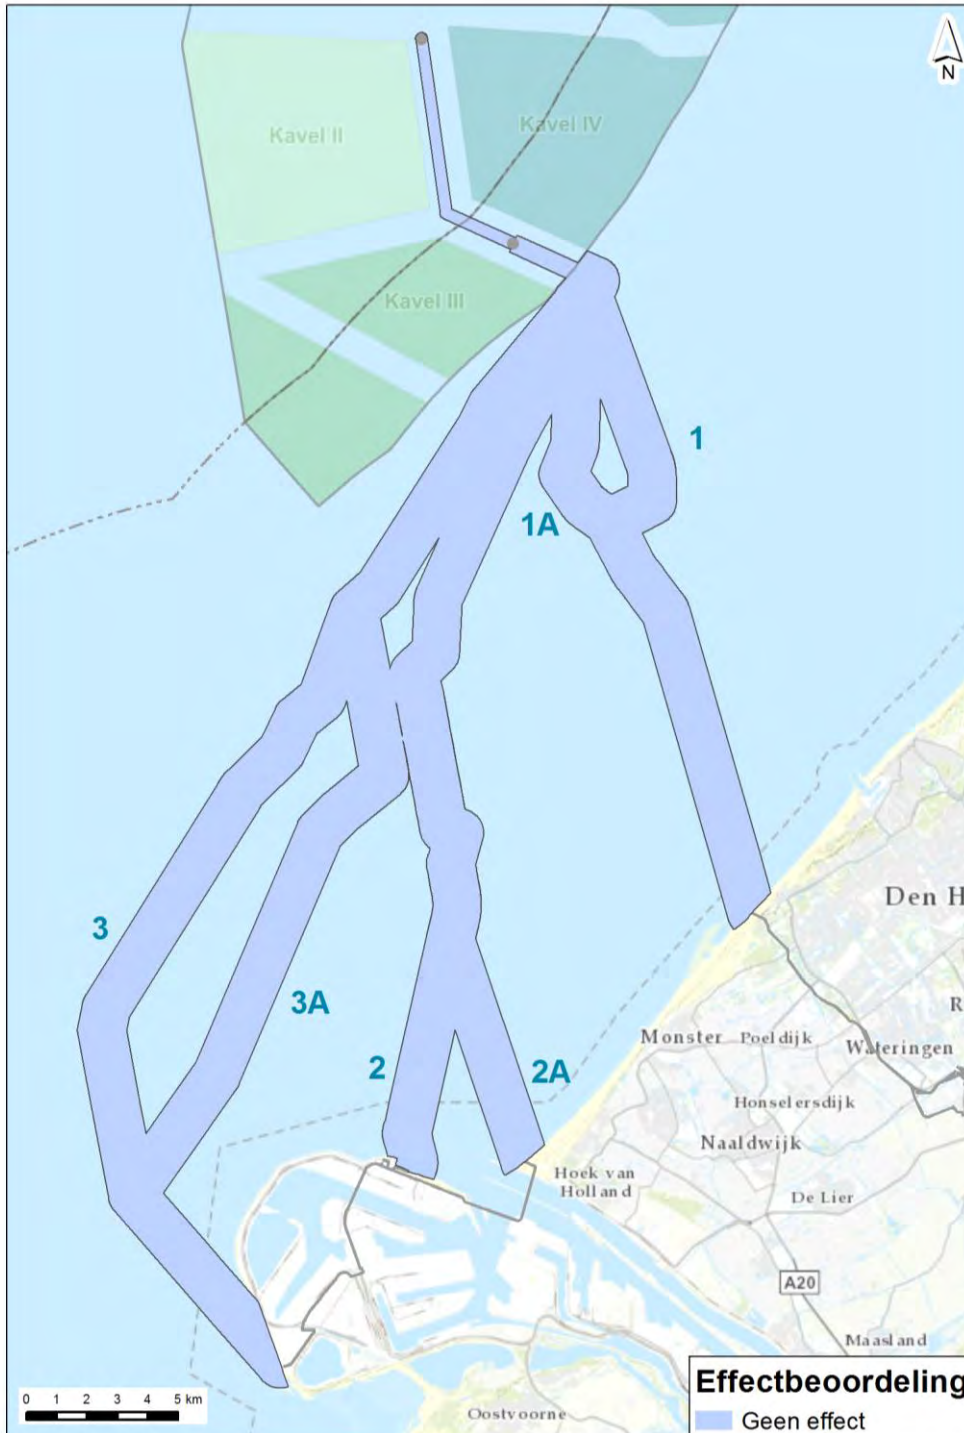 N
Kavel II
Kavel IV
Kavel III
1
1A
3
3A
2
2A
Den H
R
Monster
Poeldijk
Wateringen
Honselersdijk
Naaldwijk
Hoek van
Holland
De Lier
A20
Maasland
Oostvoorne
0 1 2 3 4 5 km
Effectbeoordeling
Geen effect